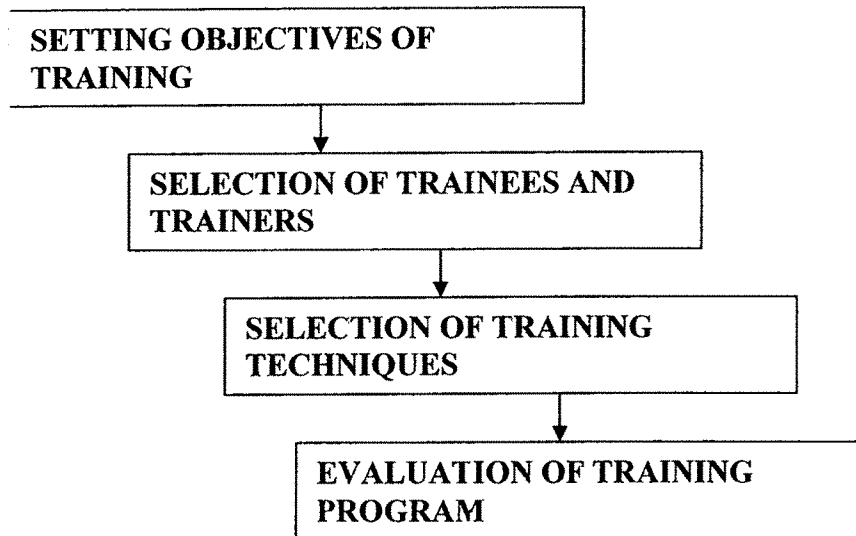 SETTING OBJECTIVES OF
TRAINING
SELECTION OF TRAINEES AND
TRAINERS
SELECTION OF TRAINING
TECHNIQUES
EVALUATION OF TRAINING
PROGRAM